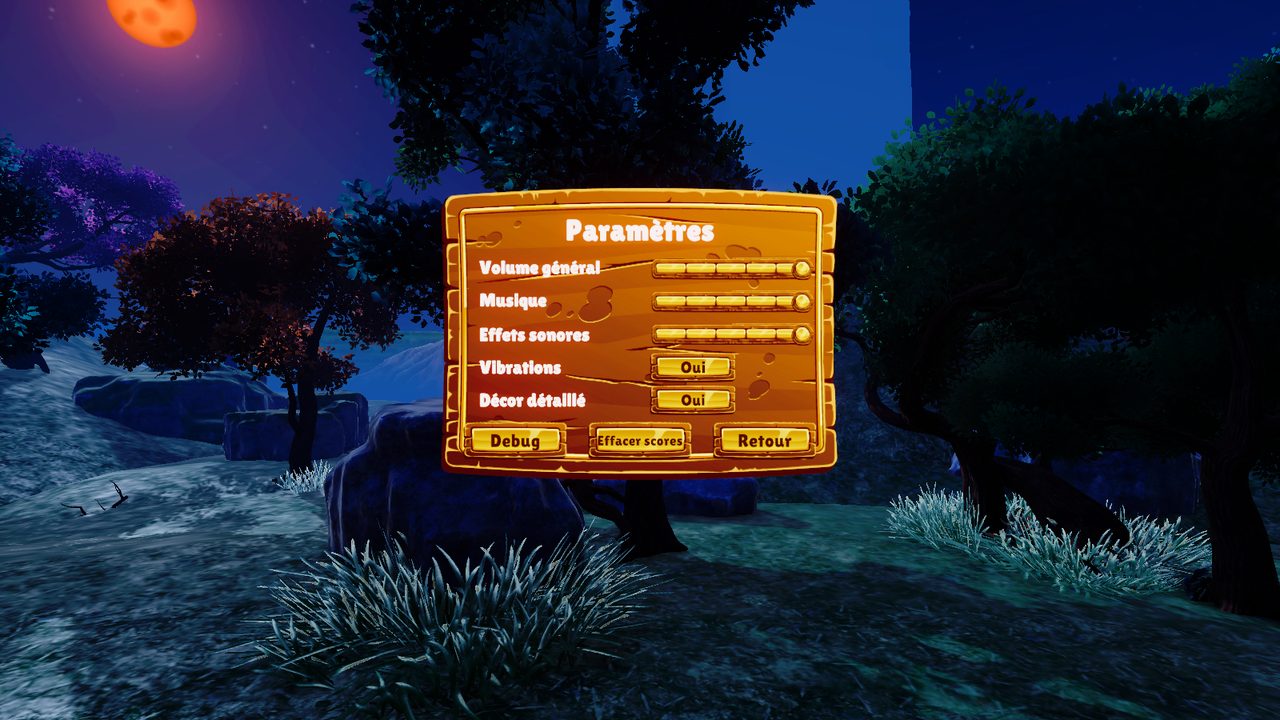 Paramètres
Volume général
Musique
Effets sonores
Vibrations Oui
Décor détaillé Oui
Debug Effacer scores Retour